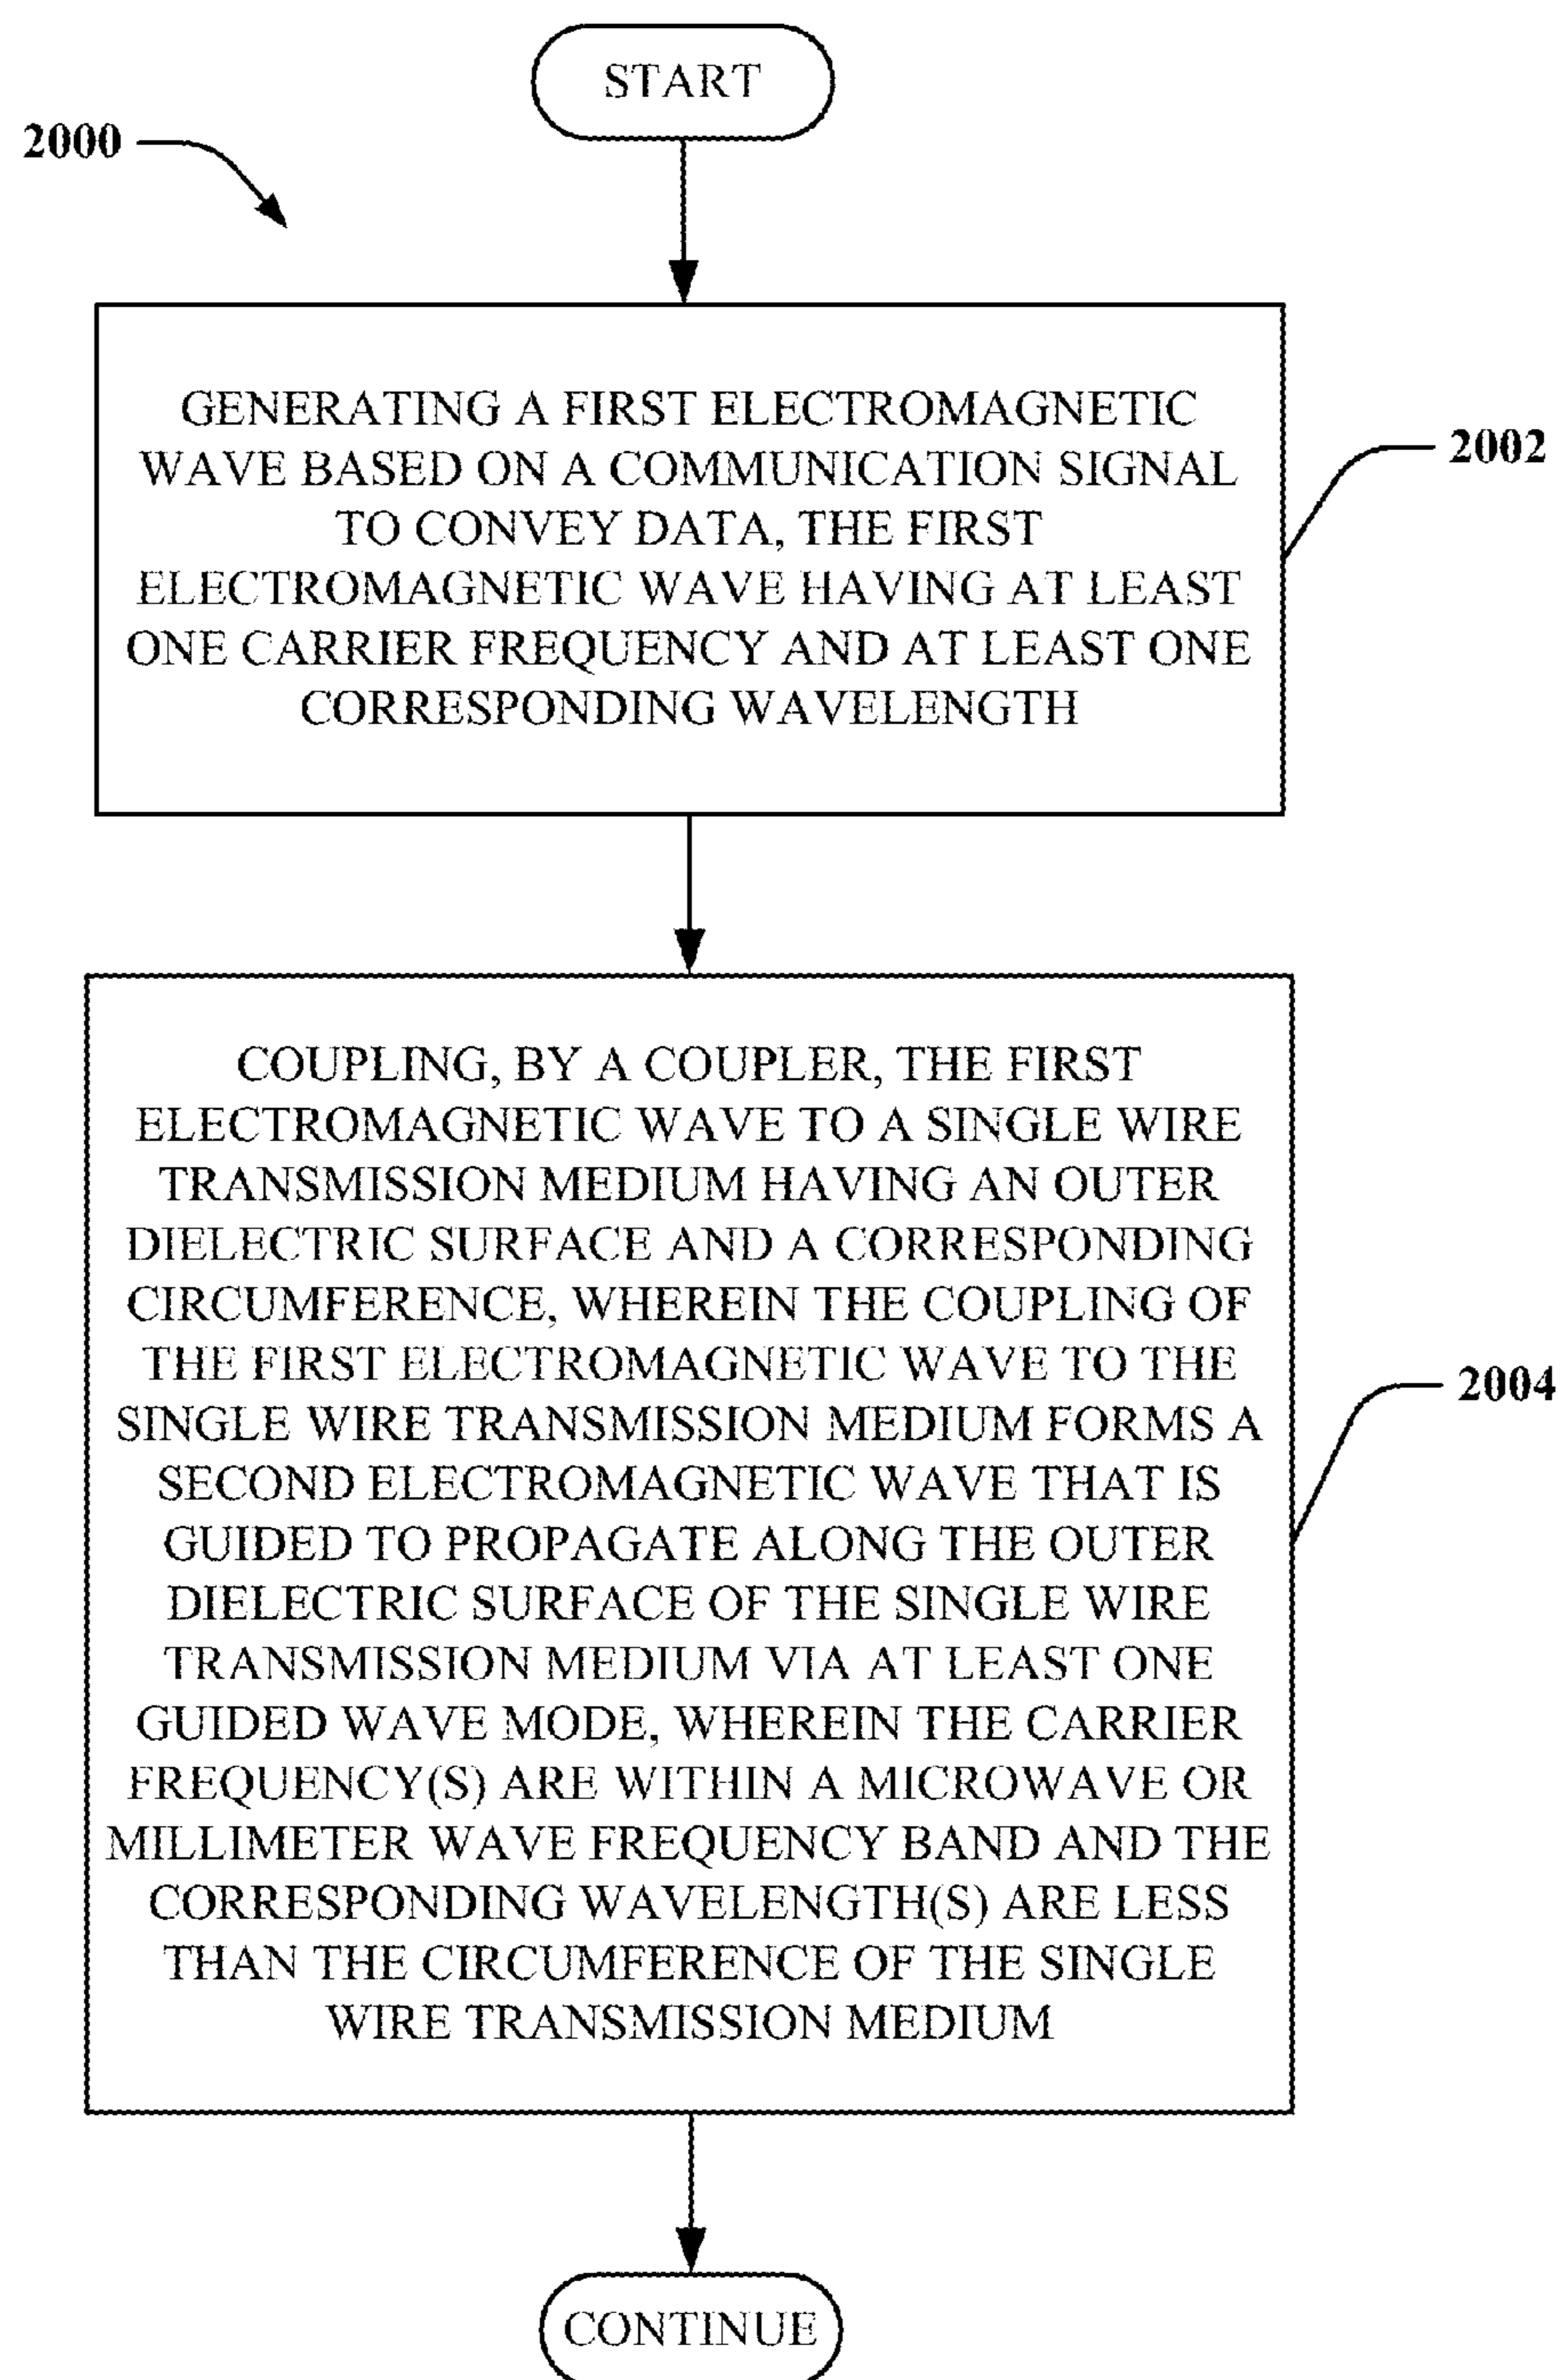 START
2000
GENERATING A FIRST ELECTROMAGNETIC
WAVE BASED ON A COMMUNICATION SIGNAL
TO CONVEY DATA, THE FIRST
ELECTROMAGNETIC WAVE HAVING AT LEAST
ONE CARRIER FREQUENCY AND AT LEAST ONE
CORRESPONDING WAVELENGTH
2002
COUPLING, BY A COUPLER, THE FIRST
ELECTROMAGNETIC WAVE TO A SINGLE WIRE
TRANSMISSION MEDIUM HAVING AN OUTER
DIELECTRIC SURFACE AND A CORRESPONDING
CIRCUMFERENCE, WHEREIN THE COUPLING OF
THE FIRST ELECTROMAGNETIC WAVE TO THE
SINGLE WIRE TRANSMISSION MEDIUM FORMS A
SECOND ELECTROMAGNETIC WAVE THAT IS
GUIDED TO PROPAGATE ALONG THE OUTER
DIELECTRIC SURFACE OF THE SINGLE WIRE
TRANSMISSION MEDIUM VIA AT LEAST ONE
GUIDED WAVE MODE, WHEREIN THE CARRIER
FREQUENCY(S) ARE WITHIN A MICROWAVE OR
MILLIMETER WAVE FREQUENCY BAND AND THE
CORRESPONDING WAVELENGTH(S) ARE LESS
THAN THE CIRCUMFERENCE OF THE SINGLE
WIRE TRANSMISSION MEDIUM
2004
CONTINUE